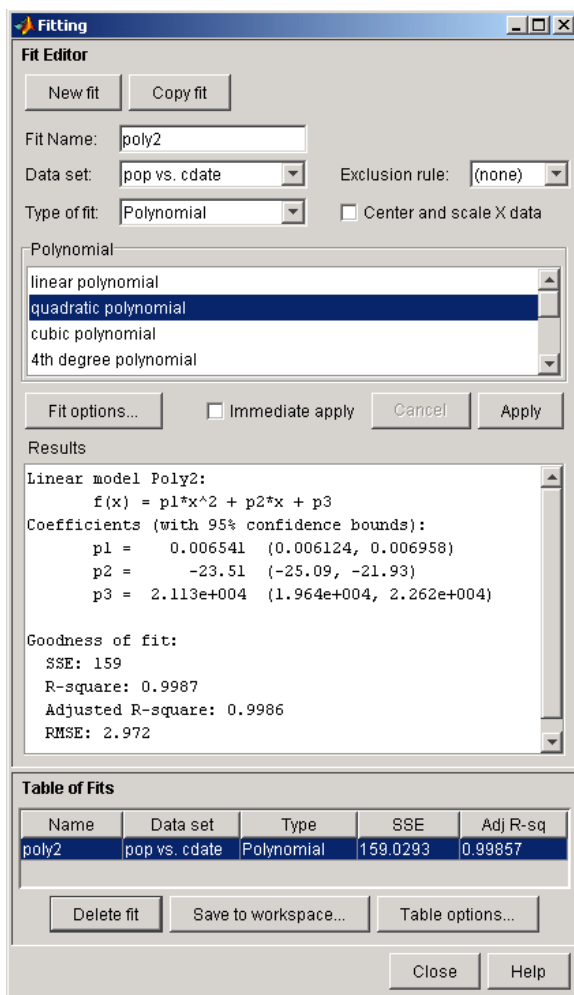 Fitting
Fit Editor
New fit Copy fit
Fit Name: poly2
Data set: pop vs. cdate Exclusion rule: (none)
Type of fit: Polynomial Center and scale X data
Polynomial
linear polynomial
quadratic polynomial
cubic polynomial
4th degree polynomial
Fit options... Immediate apply Cancel Apply
Results
Linear model Poly2:
f(x) = p1*x^2 + p2*x + p3
Coefficients (with 95% confidence bounds):
p1 = 0.006541 (0.006124, 0.006958)
p2 = -23.51 (-25.09, -21.93)
p3 = 2.113e+004 (1.964e+004, 2.262e+004)
Goodness of fit:
SSE: 159
R-square: 0.9987
Adjusted R-square: 0.9986
RMSE: 2.972
Table of Fits
Name Data set Type SSE Adj R-sq
poly2 pop vs. cdate Polynomial 159.0293 0.99857
Delete fit Save to workspace... Table options...
Close Help